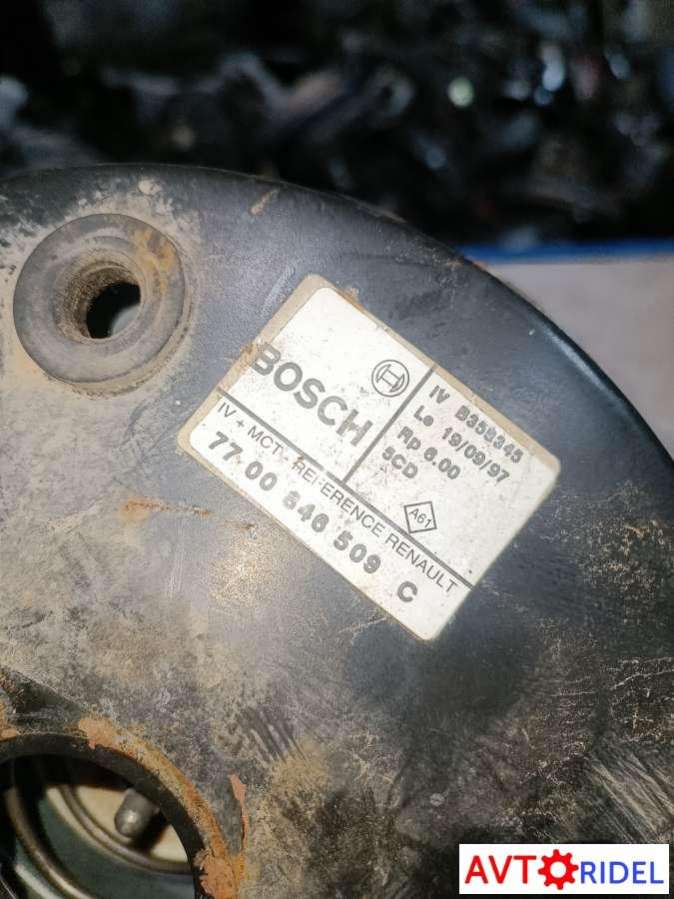 BOSCH
IV B358345
Le 19/09/97
Rp 6.00
5CD
A61
IV + MCT - REFERENCE RENAULT
77 00 846 509 C
AVTORIDEL